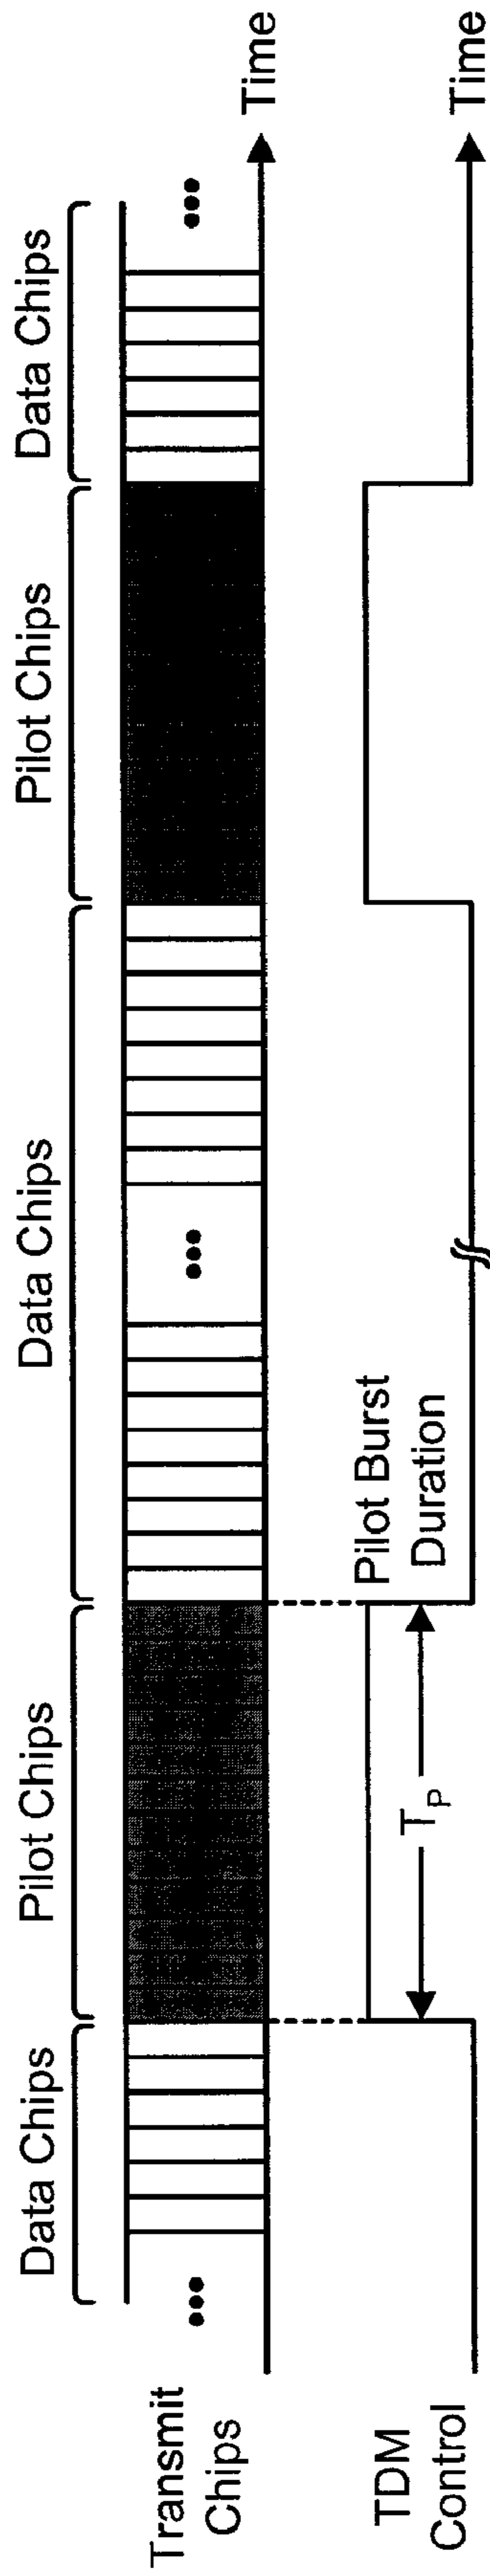 Data Chips
Pilot Chips
Data Chips
Pilot Chips
Data Chips
Transmit
Chips
•••
•••
•••
Time
Pilot Burst
Duration
TDM
Control
T_P
Time